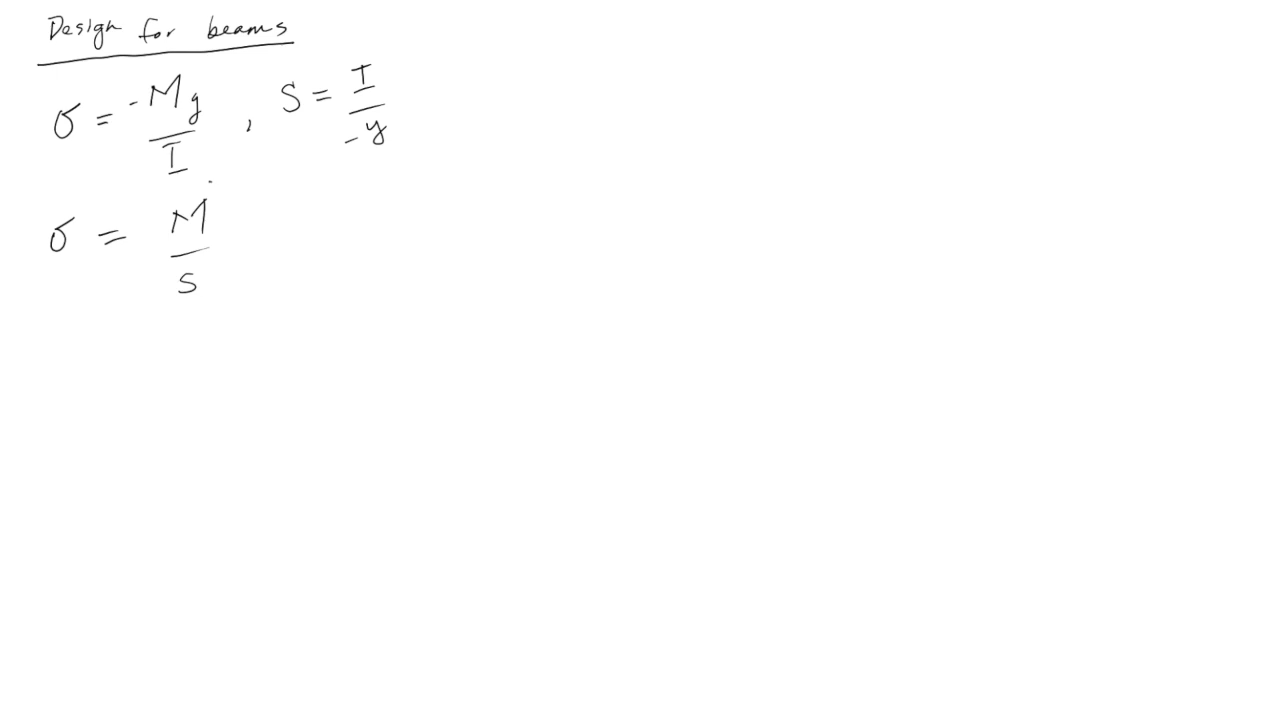 Design for beams
σ = -My/I , S = I/-y
σ = M/S